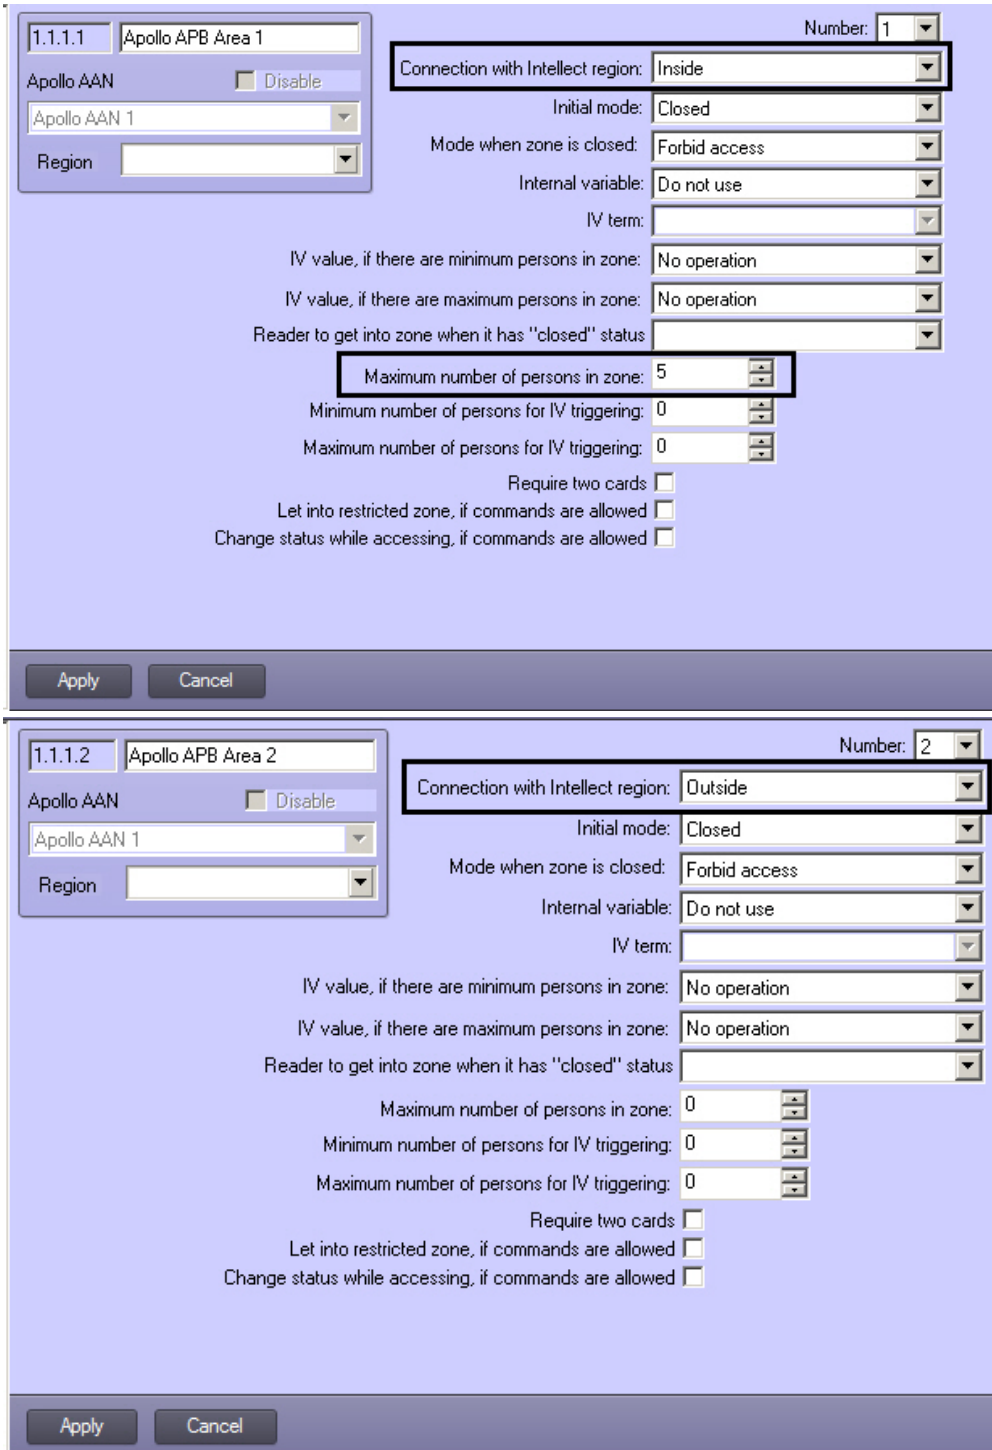 1.1.1.1 Apollo APB Area 1
Number: 1
Connection with Intellect region: Inside
Apollo AAN Disable
Initial mode: Closed
Apollo AAN 1
Mode when zone is closed: Forbid access
Region
Internal variable: Do not use
IV term:
IV value, if there are minimum persons in zone: No operation
IV value, if there are maximum persons in zone: No operation
Reader to get into zone when it has "closed" status
Maximum number of persons in zone: 5
Minimum number of persons for IV triggering: 0
Maximum number of persons for IV triggering: 0
Require two cards
Let into restricted zone, if commands are allowed
Change status while accessing, if commands are allowed
Apply Cancel
1.1.1.2 Apollo APB Area 2
Number: 2
Connection with Intellect region: Outside
Apollo AAN Disable
Initial mode: Closed
Apollo AAN 1
Mode when zone is closed: Forbid access
Region
Internal variable: Do not use
IV term:
IV value, if there are minimum persons in zone: No operation
IV value, if there are maximum persons in zone: No operation
Reader to get into zone when it has "closed" status
Maximum number of persons in zone: 0
Minimum number of persons for IV triggering: 0
Maximum number of persons for IV triggering: 0
Require two cards
Let into restricted zone, if commands are allowed
Change status while accessing, if commands are allowed
Apply Cancel